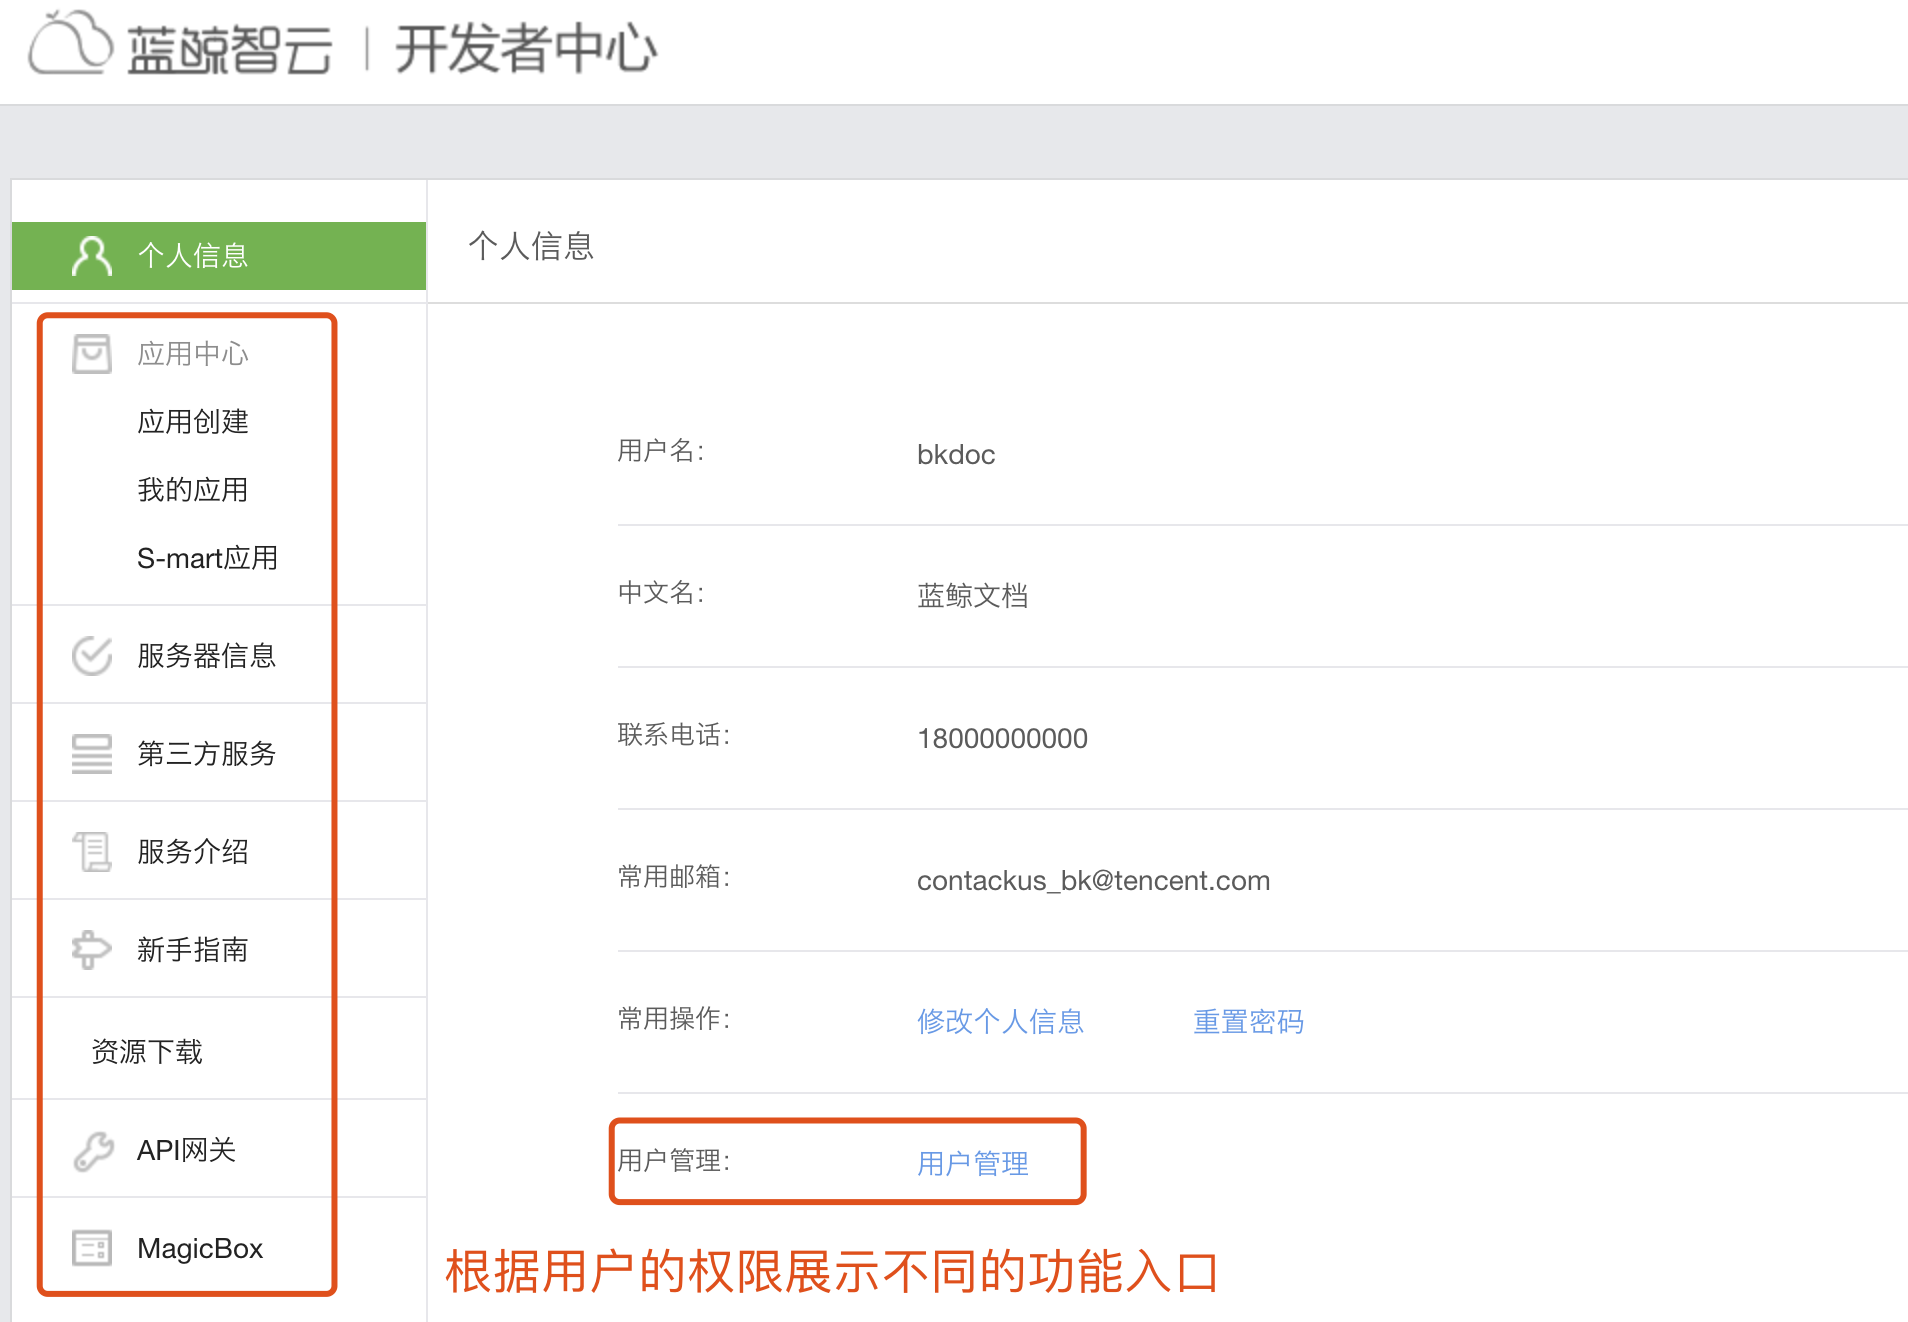 蓝鲸智云 | 开发者中心
个人信息
应用中心
应用创建
我的应用
S-mart应用
服务器信息
第三方服务
服务介绍
新手指南
资源下载
API网关
MagicBox
个人信息
用户名： bkdoc
中文名： 蓝鲸文档
联系电话： 18000000000
常用邮箱： contackus_bk@tencent.com
常用操作： 修改个人信息 重置密码
用户管理： 用户管理
根据用户的权限展示不同的功能入口